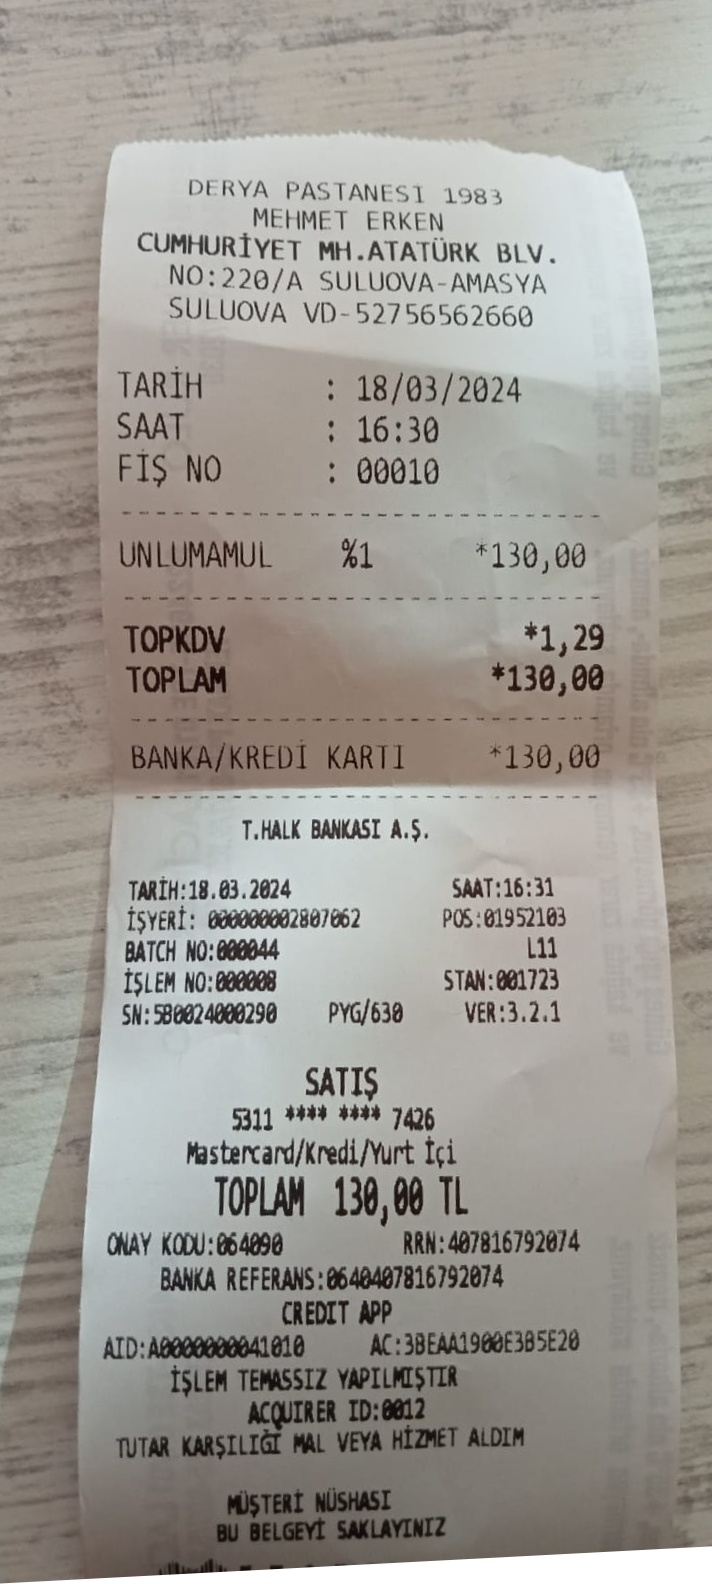 DERYA PASTANESI 1983
MEHMET ERKEN
CUMHURİYET MH.ATATÜRK BLV.
NO:220/A SULUOVA-AMASYA
SULUOVA VD-52756562660
TARİH : 18/03/2024
SAAT : 16:30
FİŞ NO : 00010
UNLUMAMUL %1 *130,00
TOPKDV *1,29
TOPLAM *130,00
BANKA/KREDİ KARTI *130,00
T.HALK BANKASI A.Ş.
TARİH:18.03.2024 SAAT:16:31
İŞYERİ: 000000002807062 POS:01952103
BATCH NO:000044 L11
İŞLEM NO:000008 STAN:001723
SN:5B0024000290 PYG/630 VER:3.2.1
SATIŞ
5311 **** **** 7426
Mastercard/Kredi/Yurt İçi
TOPLAM 130,00 TL
ONAY KODU:064090 RRN:407816792074
BANKA REFERANS:0640407816792074
CREDIT APP
AID:A0000000041010 AC:3BEAA1900E3B5E20
İŞLEM TEMASSIZ YAPILMIŞTIR
ACQUIRER ID:0012
TUTAR KARŞILIĞI MAL VEYA HİZMET ALDIM
MÜŞTERİ NÜSHASI
BU BELGEYİ SAKLAYINIZ